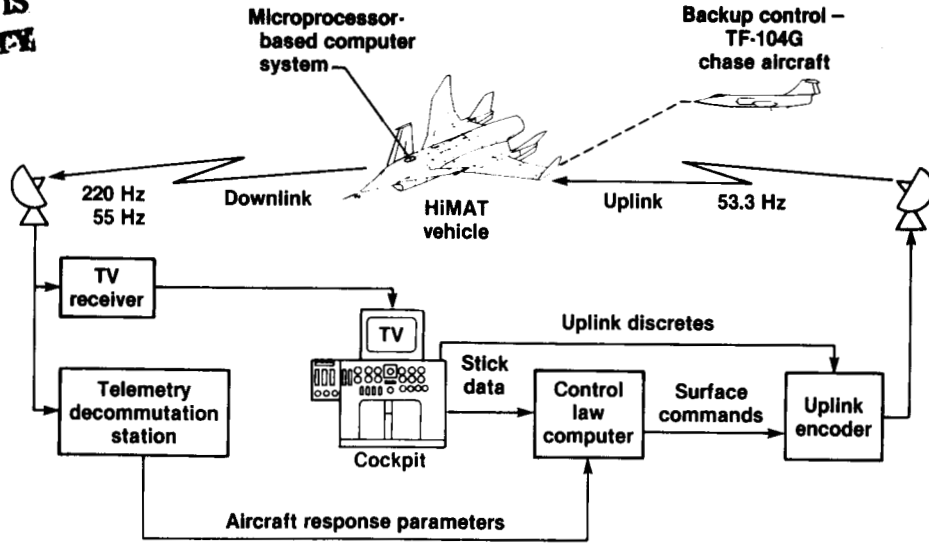 IS
Microprocessor-
based computer
system
Backup control –
TF-104G
chase aircraft
220 Hz
55 Hz
Downlink
HiMAT
vehicle
Uplink
53.3 Hz
TV
receiver
TV
Uplink discretes
Stick
data
Telemetry
decommutation
station
Control
law
computer
Surface
commands
Uplink
encoder
Cockpit
Aircraft response parameters